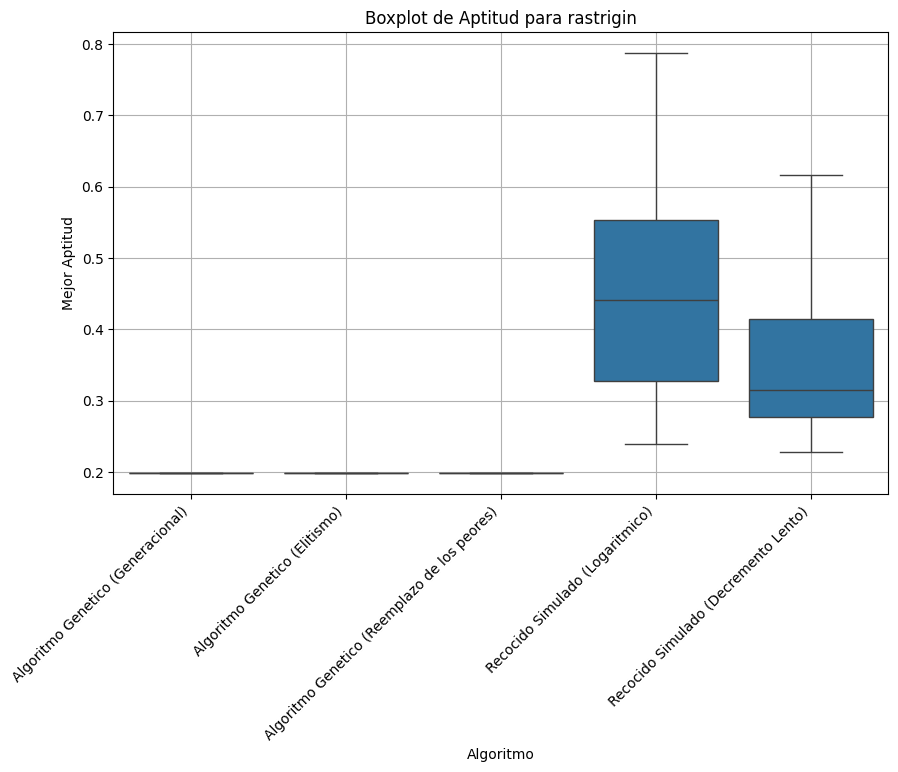 Boxplot de Aptitud para rastrigin
0.8
0.7
0.6
0.5
0.4
0.3
0.2
Mejor Aptitud
Algoritmo Genetico (Generacional)
Algoritmo Genetico (Elitismo)
Algoritmo Genetico (Reemplazo de los peores)
Recocido Simulado (Logaritmico)
Recocido Simulado (Decremento Lento)
Algoritmo